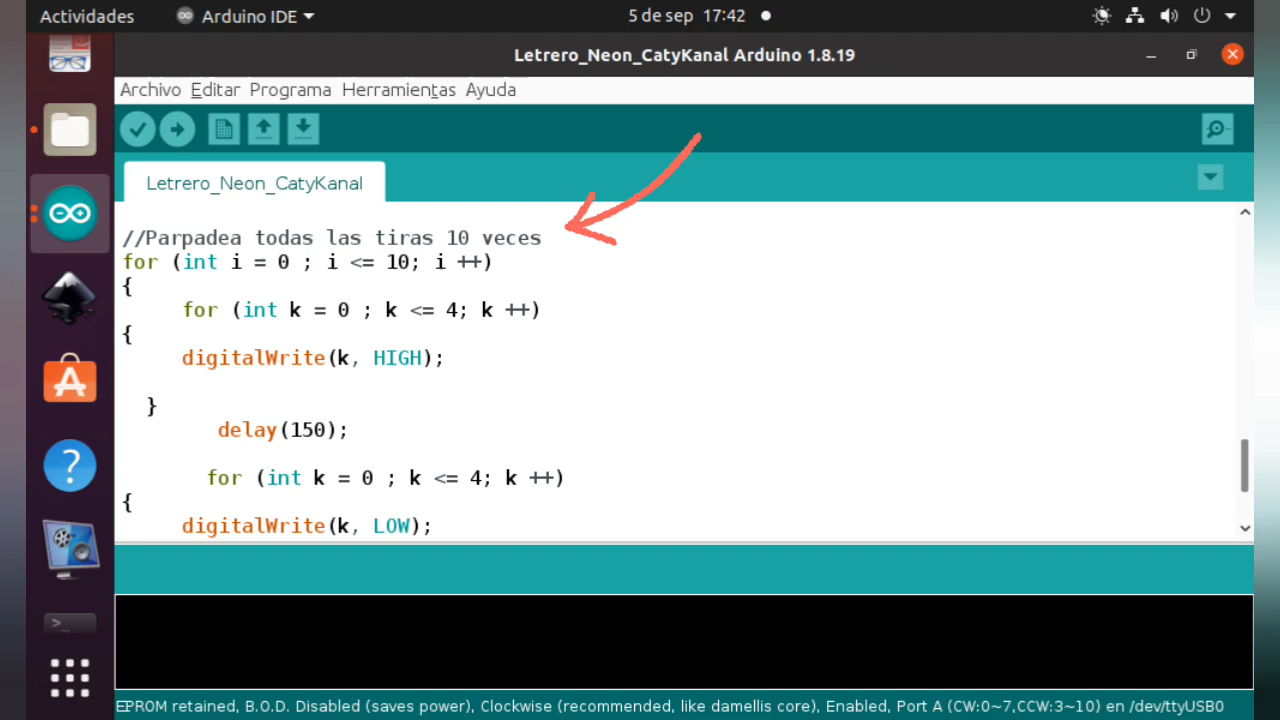 Actividades Arduino IDE 5 de sep 17:42
Letrero_Neon_CatyKanal Arduino 1.8.19
Archivo Editar Programa Herramientas Ayuda
Letrero_Neon_CatyKanal
//Parpadea todas las tiras 10 veces
for (int i = 0 ; i <= 10; i ++)
{
for (int k = 0 ; k <= 4; k ++)
{
digitalWrite(k, HIGH);
}
delay(150);
for (int k = 0 ; k <= 4; k ++)
{
digitalWrite(k, LOW);
EPROM retained, B.O.D. Disabled (saves power), Clockwise (recommended, like damellis core), Enabled, Port A (CW:0~7,CCW:3~10) en /dev/ttyUSB0